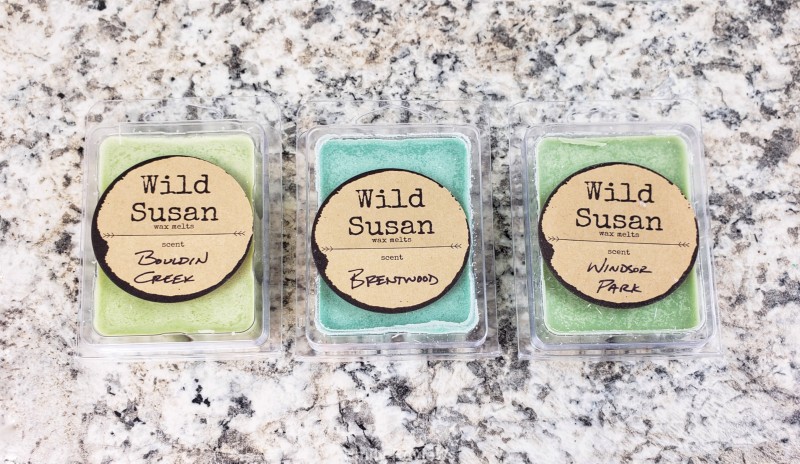 Wild
Susan
wax melts
scent
BOULDIN
CREEK
Wild
Susan
wax melts
scent
BRENTWOOD
Wild
Susan
wax melts
scent
WINDSOR
PARK